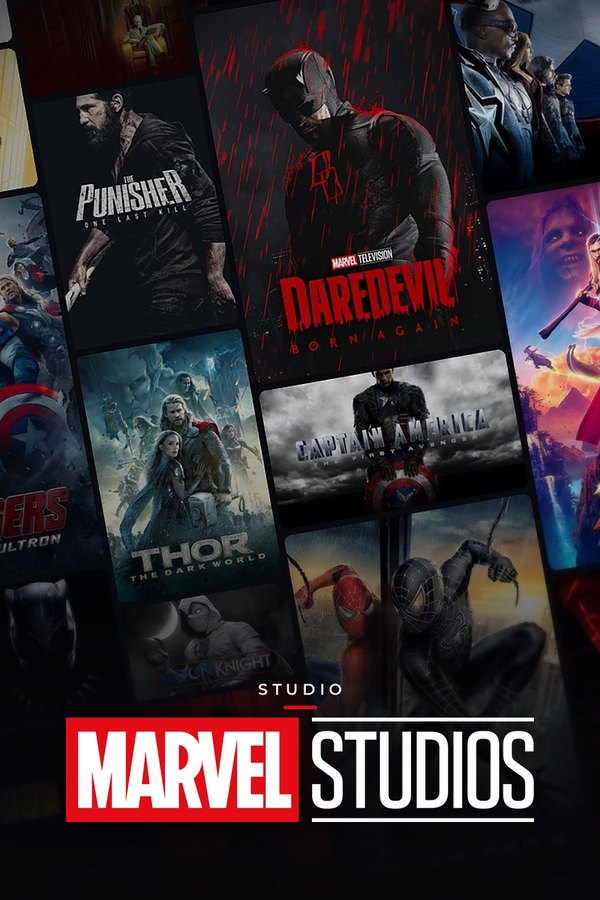 THE
PUNISHER
ONE LAST KILL
MARVEL TELEVISION
DAREDEVIL
BORN AGAIN
CAPTAIN AMERICA
THE FIRST AVENGER
GERS
ULTRON
THOR
THE DARK WORLD
MOON KNIGHT
STUDIO
MARVEL STUDIOS